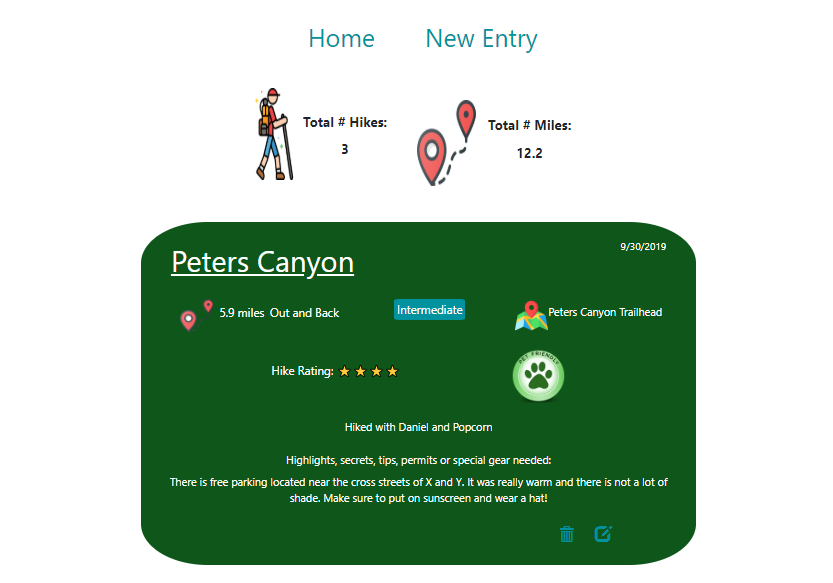 Home New Entry
Total # Hikes:
3
Total # Miles:
12.2
9/30/2019
Peters Canyon
5.9 miles Out and Back
Intermediate
Peters Canyon Trailhead
Hike Rating:
PET FRIENDLY
Hiked with Daniel and Popcorn
Highlights, secrets, tips, permits or special gear needed:
There is free parking located near the cross streets of X and Y. It was really warm and there is not a lot of
shade. Make sure to put on sunscreen and wear a hat!